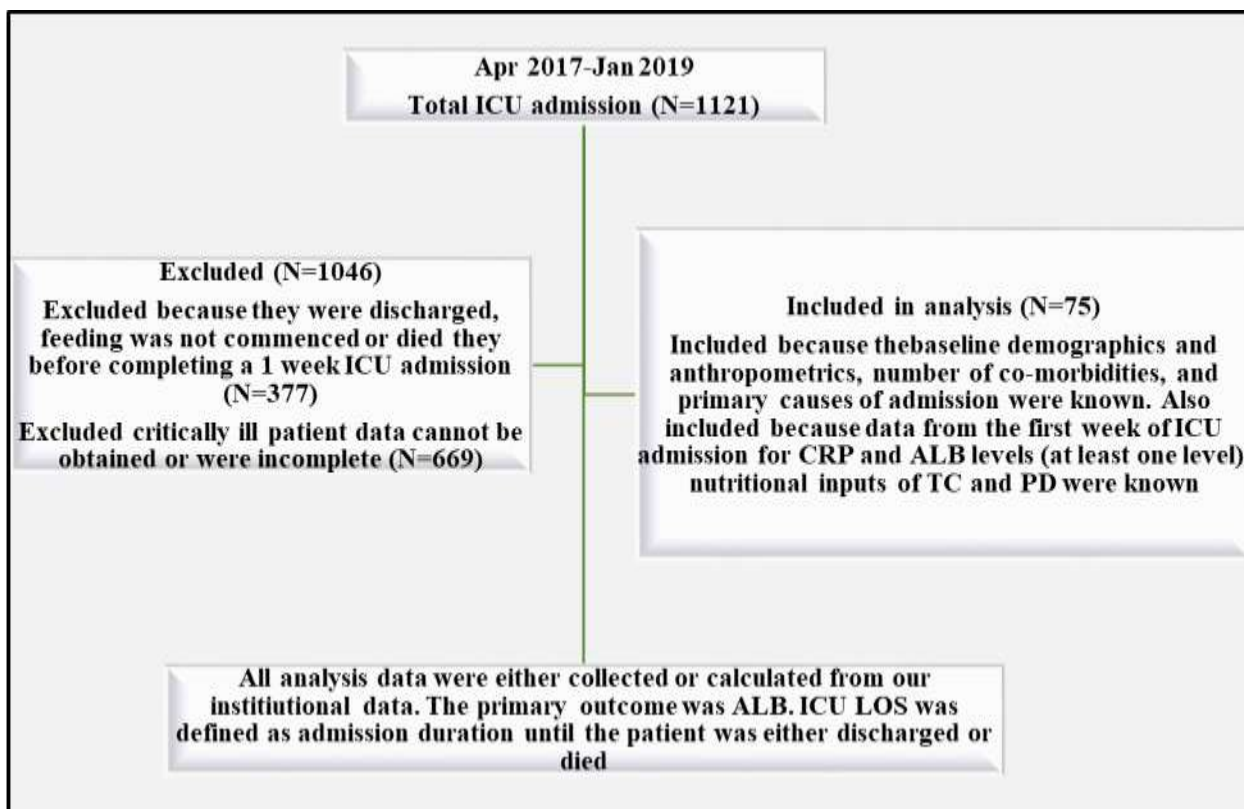 Apr 2017-Jan 2019
Total ICU admission (N=1121)
Excluded (N=1046)
Excluded because they were discharged,
feeding was not commenced or died they
before completing a 1 week ICU admission
(N=377)
Excluded critically ill patient data cannot be
obtained or were incomplete (N=669)
Included in analysis (N=75)
Included because thebaseline demographics and
anthropometrics, number of co-morbidities, and
primary causes of admission were known. Also
included because data from the first week of ICU
admission for CRP and ALB levels (at least one level)
nutritional inputs of TC and PD were known
All analysis data were either collected or calculated from our
institiutional data. The primary outcome was ALB. ICU LOS was
defined as admission duration until the patient was either discharged or
died